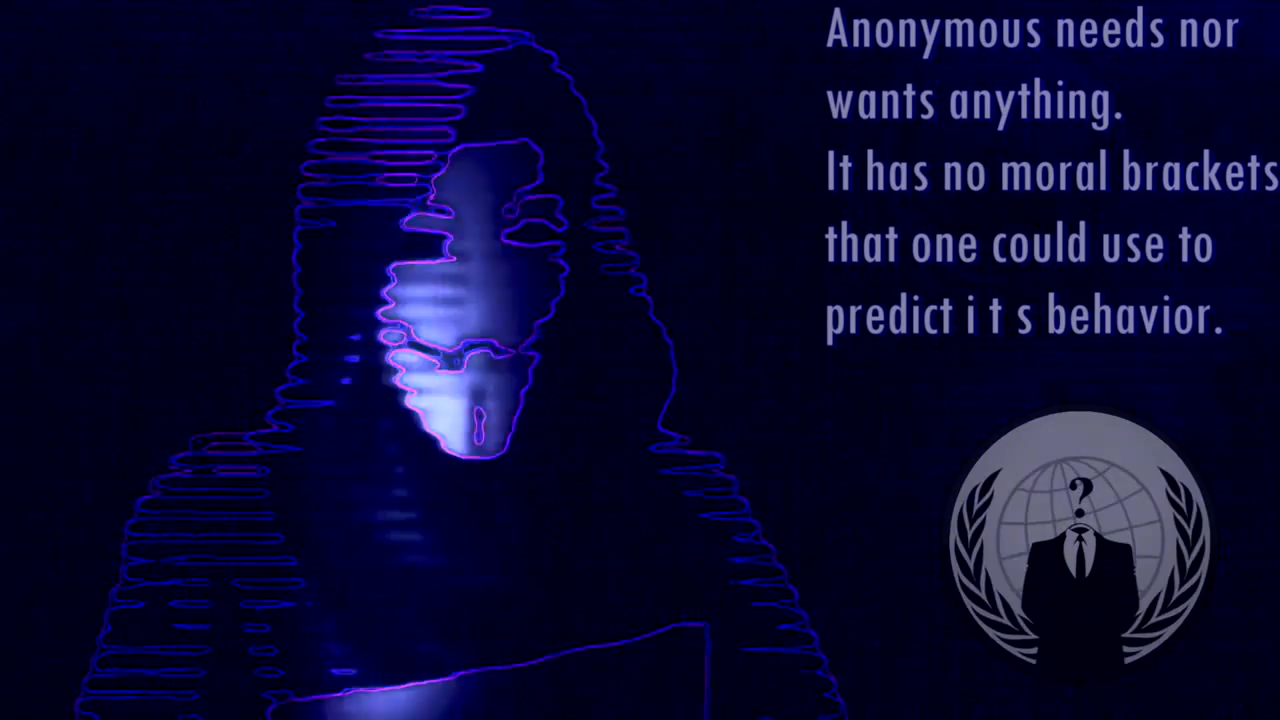 Anonymous needs nor
wants anything.
It has no moral brackets
that one could use to
predict i t s behavior.
?